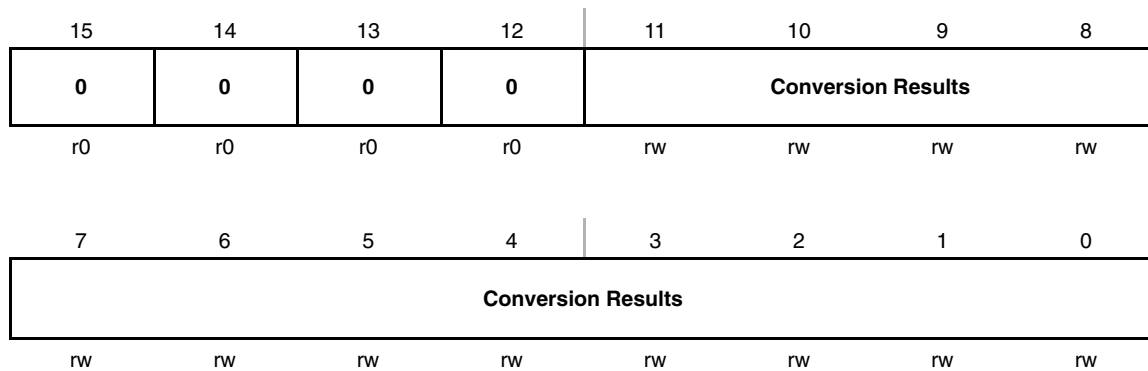 15 14 13 12 11 10 9 8
0 0 0 0 Conversion Results
r0 r0 r0 r0 rw rw rw rw
7 6 5 4 3 2 1 0
Conversion Results
rw rw rw rw rw rw rw rw